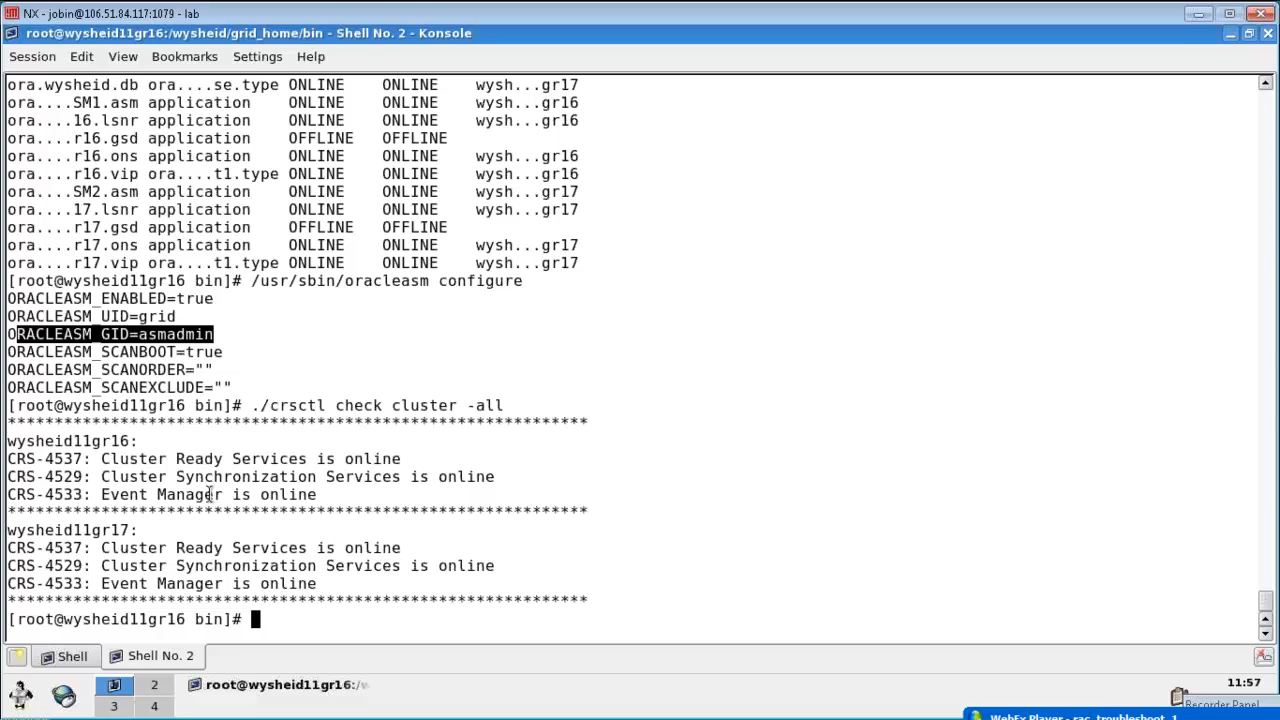 NX - jobin@106.51.84.117:1079 - lab
root@wysheid11gr16:/wysheid/grid_home/bin - Shell No. 2 - Konsole
Session Edit View Bookmarks Settings Help
ora.wysheid.db ora....se.type ONLINE ONLINE wysh...gr17
ora....SM1.asm application ONLINE ONLINE wysh...gr16
ora....16.lsnr application ONLINE ONLINE wysh...gr16
ora....r16.gsd application OFFLINE OFFLINE
ora....r16.ons application ONLINE ONLINE wysh...gr16
ora....r16.vip ora....t1.type ONLINE ONLINE wysh...gr16
ora....SM2.asm application ONLINE ONLINE wysh...gr17
ora....17.lsnr application ONLINE ONLINE wysh...gr17
ora....r17.gsd application OFFLINE OFFLINE
ora....r17.ons application ONLINE ONLINE wysh...gr17
ora....r17.vip ora....t1.type ONLINE ONLINE wysh...gr17
[root@wysheid11gr16 bin]# /usr/sbin/oracleasm configure
ORACLEASM_ENABLED=true
ORACLEASM_UID=grid
ORACLEASM_GID=asmadmin
ORACLEASM_SCANBOOT=true
ORACLEASM_SCANORDER=""
ORACLEASM_SCANEXCLUDE=""
[root@wysheid11gr16 bin]# ./crsctl check cluster -all
**************************************************************
wysheid11gr16:
CRS-4537: Cluster Ready Services is online
CRS-4529: Cluster Synchronization Services is online
CRS-4533: Event Manager is online
**************************************************************
wysheid11gr17:
CRS-4537: Cluster Ready Services is online
CRS-4529: Cluster Synchronization Services is online
CRS-4533: Event Manager is online
**************************************************************
[root@wysheid11gr16 bin]#
Shell Shell No. 2
2 root@wysheid11gr16:/w 11:57
3 4 Recorder Panel
WebEx Player - rac_troubleshoot_1